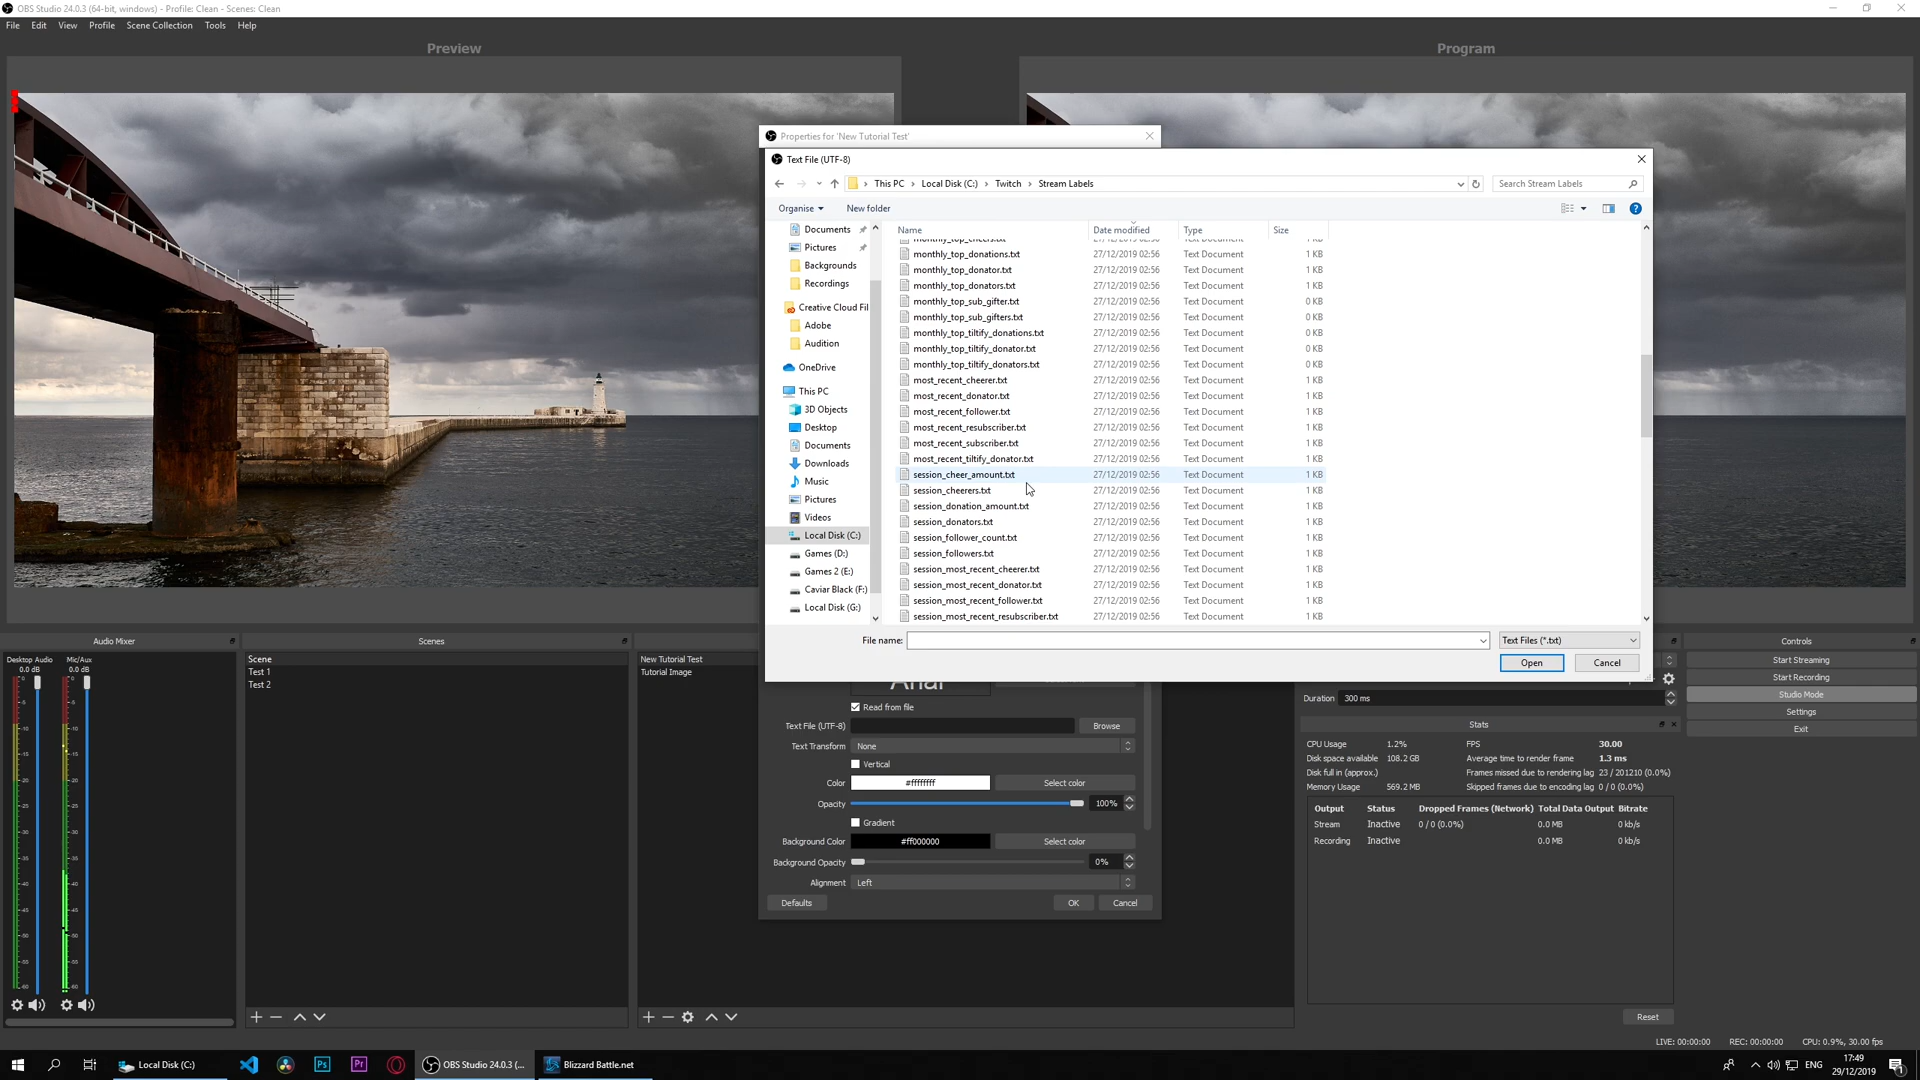 OBS Studio 24.0.3 (64-bit, windows) - Profile: Clean - Scenes: Clean
File Edit View Profile Scene Collection Tools Help
Preview
Program
Properties for 'New Tutorial Test'
Text File (UTF-8)
This PC › Local Disk (C:) › Twitch › Stream Labels
Search Stream Labels
Organise New folder
Documents
Pictures
Backgrounds
Recordings
Creative Cloud Fil
Adobe
Audition
OneDrive
This PC
3D Objects
Desktop
Documents
Downloads
Music
Pictures
Videos
Local Disk (C:)
Games (D:)
Games 2 (E:)
Caviar Black (F:)
Local Disk (G:)
Name Date modified Type Size
monthly_top_cheers.txt 27/12/2019 02:56 Text Document 1 KB
monthly_top_donations.txt 27/12/2019 02:56 Text Document 1 KB
monthly_top_donator.txt 27/12/2019 02:56 Text Document 1 KB
monthly_top_donators.txt 27/12/2019 02:56 Text Document 1 KB
monthly_top_sub_gifter.txt 27/12/2019 02:56 Text Document 0 KB
monthly_top_sub_gifters.txt 27/12/2019 02:56 Text Document 0 KB
monthly_top_tiltify_donations.txt 27/12/2019 02:56 Text Document 0 KB
monthly_top_tiltify_donator.txt 27/12/2019 02:56 Text Document 0 KB
monthly_top_tiltify_donators.txt 27/12/2019 02:56 Text Document 0 KB
most_recent_cheerer.txt 27/12/2019 02:56 Text Document 1 KB
most_recent_donator.txt 27/12/2019 02:56 Text Document 1 KB
most_recent_follower.txt 27/12/2019 02:56 Text Document 1 KB
most_recent_resubscriber.txt 27/12/2019 02:56 Text Document 1 KB
most_recent_subscriber.txt 27/12/2019 02:56 Text Document 1 KB
most_recent_tiltify_donator.txt 27/12/2019 02:56 Text Document 1 KB
session_cheer_amount.txt 27/12/2019 02:56 Text Document 1 KB
session_cheerers.txt 27/12/2019 02:56 Text Document 1 KB
session_donation_amount.txt 27/12/2019 02:56 Text Document 1 KB
session_donators.txt 27/12/2019 02:56 Text Document 1 KB
session_follower_count.txt 27/12/2019 02:56 Text Document 1 KB
session_followers.txt 27/12/2019 02:56 Text Document 1 KB
session_most_recent_cheerer.txt 27/12/2019 02:56 Text Document 1 KB
session_most_recent_donator.txt 27/12/2019 02:56 Text Document 1 KB
session_most_recent_follower.txt 27/12/2019 02:56 Text Document 1 KB
session_most_recent_resubscriber.txt 27/12/2019 02:56 Text Document 1 KB
File name: Text Files (*.txt)
Open Cancel
Arial
Read from file
Text File (UTF-8) Browse
Text Transform None
Vertical
Color #ffffffff Select color
Opacity 100%
Gradient
Background Color #ff000000 Select color
Background Opacity 0%
Alignment Left
Defaults OK Cancel
Audio Mixer
Desktop Audio Mic/Aux
0.0 dB 0.0 dB
Scenes
Scene
Test 1
Test 2
New Tutorial Test
Tutorial Image
Duration 300 ms
Stats
CPU Usage 1.2% FPS 30.00
Disk space available 108.2 GB Average time to render frame 1.3 ms
Disk full in (approx.) Frames missed due to rendering lag 23 / 201210 (0.0%)
Memory Usage 569.2 MB Skipped frames due to encoding lag 0 / 0 (0.0%)
Output Status Dropped Frames (Network) Total Data Output Bitrate
Stream Inactive 0 / 0 (0.0%) 0.0 MB 0 kb/s
Recording Inactive 0.0 MB 0 kb/s
Reset
Controls
Start Streaming
Start Recording
Studio Mode
Settings
Exit
LIVE: 00:00:00 REC: 00:00:00 CPU: 0.9%, 30.00 fps
Local Disk (C:) Ps Pr OBS Studio 24.0.3 (... Blizzard Battle.net
ENG 17:49
29/12/2019